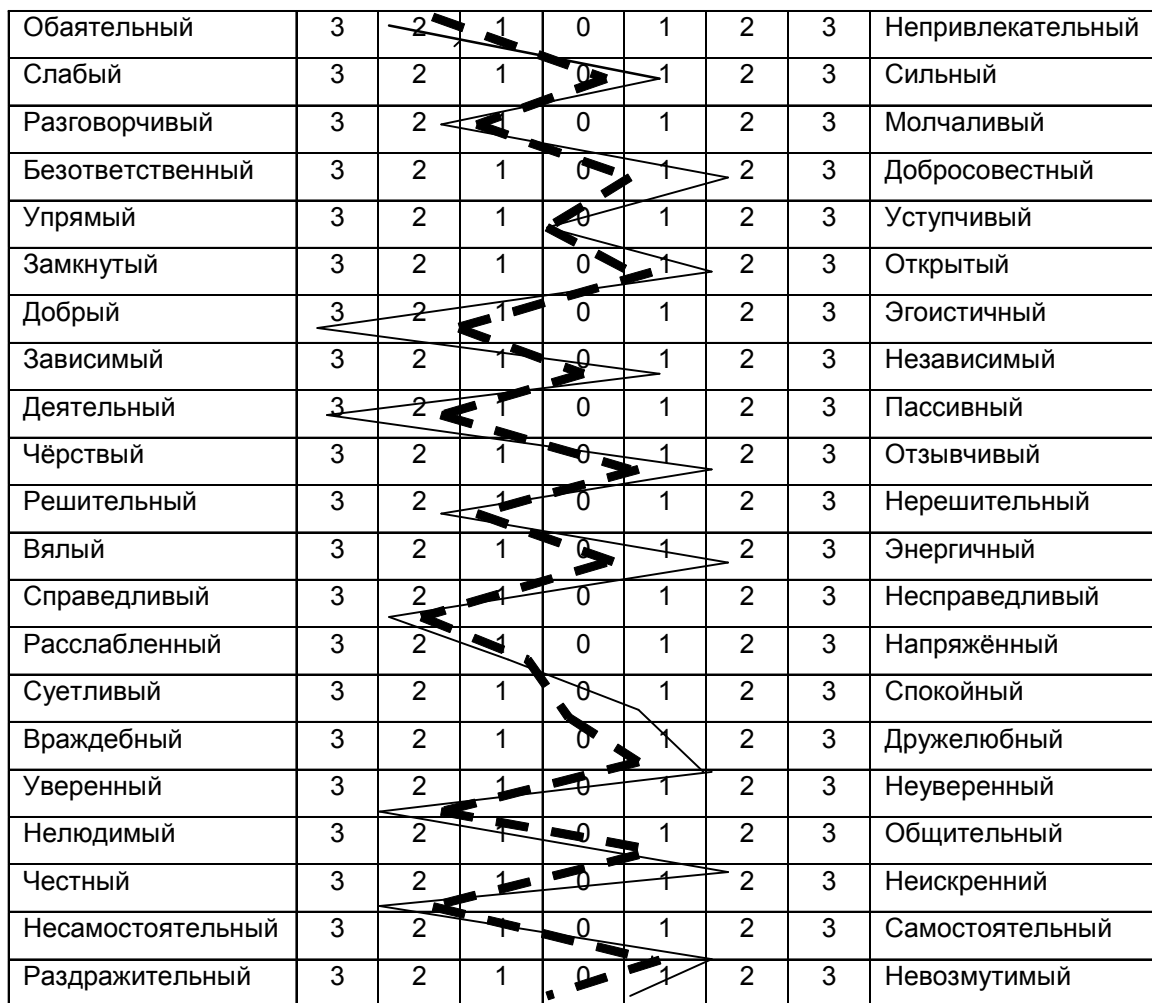 Обаятельный 3 2 1 0 1 2 3 Непривлекательный
Слабый 3 2 1 0 1 2 3 Сильный
Разговорчивый 3 2 1 0 1 2 3 Молчаливый
Безответственный 3 2 1 0 1 2 3 Добросовестный
Упрямый 3 2 1 0 1 2 3 Уступчивый
Замкнутый 3 2 1 0 1 2 3 Открытый
Добрый 3 2 1 0 1 2 3 Эгоистичный
Зависимый 3 2 1 0 1 2 3 Независимый
Деятельный 3 2 1 0 1 2 3 Пассивный
Чёрствый 3 2 1 0 1 2 3 Отзывчивый
Решительный 3 2 1 0 1 2 3 Нерешительный
Вялый 3 2 1 0 1 2 3 Энергичный
Справедливый 3 2 1 0 1 2 3 Несправедливый
Расслабленный 3 2 1 0 1 2 3 Напряжённый
Суетливый 3 2 1 0 1 2 3 Спокойный
Враждебный 3 2 1 0 1 2 3 Дружелюбный
Уверенный 3 2 1 0 1 2 3 Неуверенный
Нелюдимый 3 2 1 0 1 2 3 Общительный
Честный 3 2 1 0 1 2 3 Неискренний
Несамостоятельный 3 2 1 0 1 2 3 Самостоятельный
Раздражительный 3 2 1 0 1 2 3 Невозмутимый